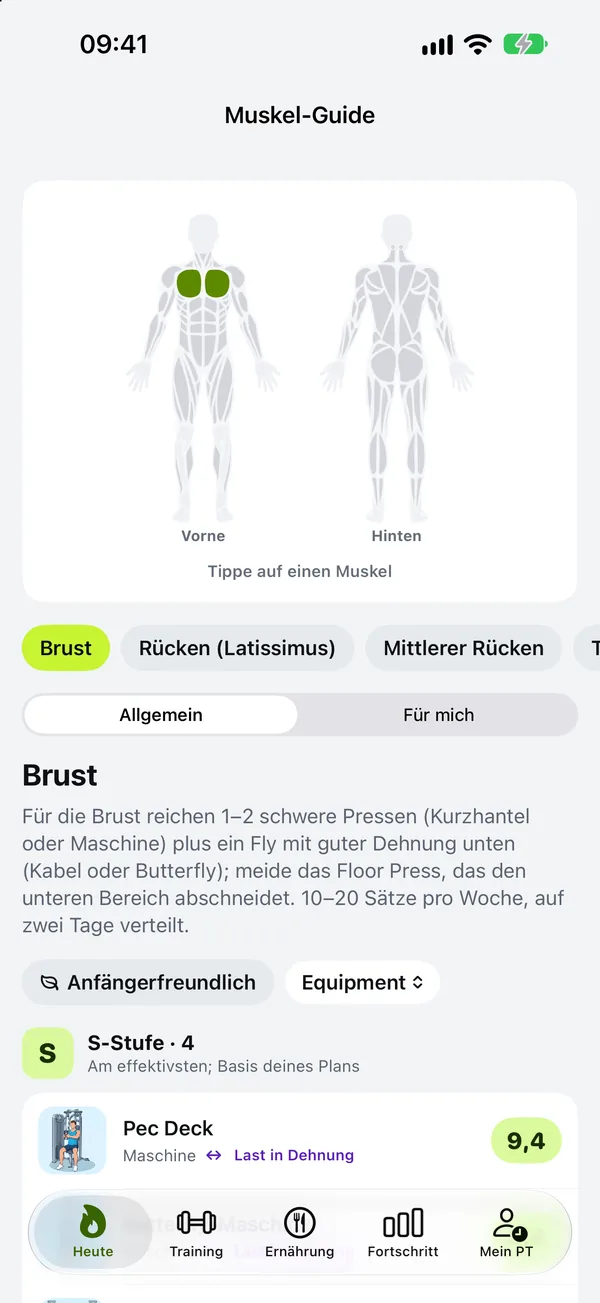 09:41
Muskel-Guide
Vorne
Hinten
Tippe auf einen Muskel
Brust
Rücken (Latissimus)
Mittlerer Rücken
Allgemein
Für mich
Brust
Für die Brust reichen 1–2 schwere Pressen (Kurzhantel
oder Maschine) plus ein Fly mit guter Dehnung unten
(Kabel oder Butterfly); meide das Floor Press, das den
unteren Bereich abschneidet. 10–20 Sätze pro Woche, auf
zwei Tage verteilt.
Anfängerfreundlich
Equipment
S
S-Stufe · 4
Am effektivsten; Basis deines Plans
Pec Deck
Maschine ↔ Last in Dehnung
9,4
Heute
Training
Ernährung
Fortschritt
Mein PT